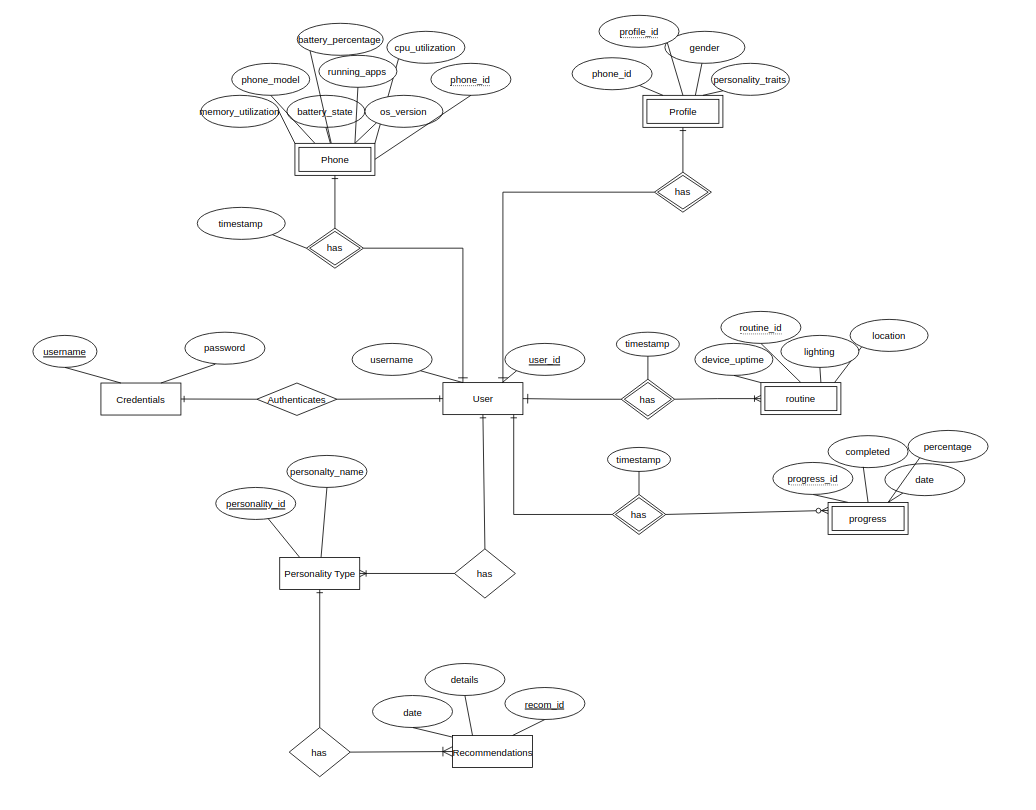 profile_id
battery_percentage
cpu_utilization
gender
running_apps
phone_id
phone_model
phone_id
personality_traits
memory_utilization
battery_state
os_version
Profile
Phone
has
timestamp
has
routine_id
location
username
password
username
user_id
timestamp
device_uptime
lighting
Credentials
Authenticates
User
has
routine
completed
percentage
timestamp
personalty_name
progress_id
date
personality_id
has
progress
Personality Type
has
details
date
recom_id
has
Recommendations